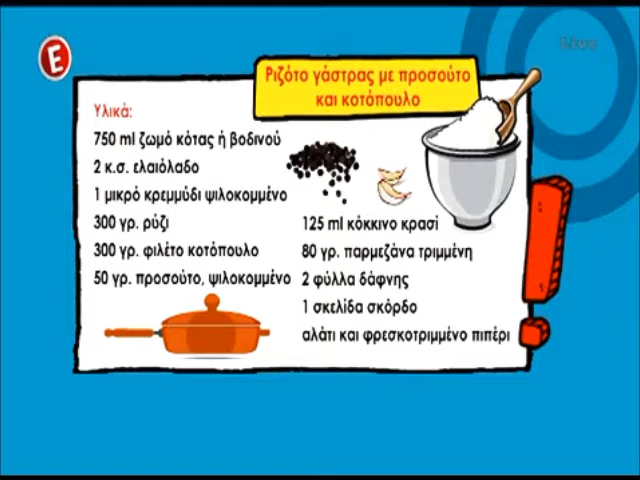 E
Live
Ριζότο γάστρας με προσούτο
και κοτόπουλο
Υλικά:
750 ml ζωμό κότας ή βοδινού
2 κ.σ. ελαιόλαδο
1 μικρό κρεμμύδι ψιλοκομμένο
300 γρ. ρύζι
300 γρ. φιλέτο κοτόπουλο
50 γρ. προσούτο, ψιλοκομμένο
125 ml κόκκινο κρασί
80 γρ. παρμεζάνα τριμμένη
2 φύλλα δάφνης
1 σκελίδα σκόρδο
αλάτι και φρεσκοτριμμένο πιπέρι